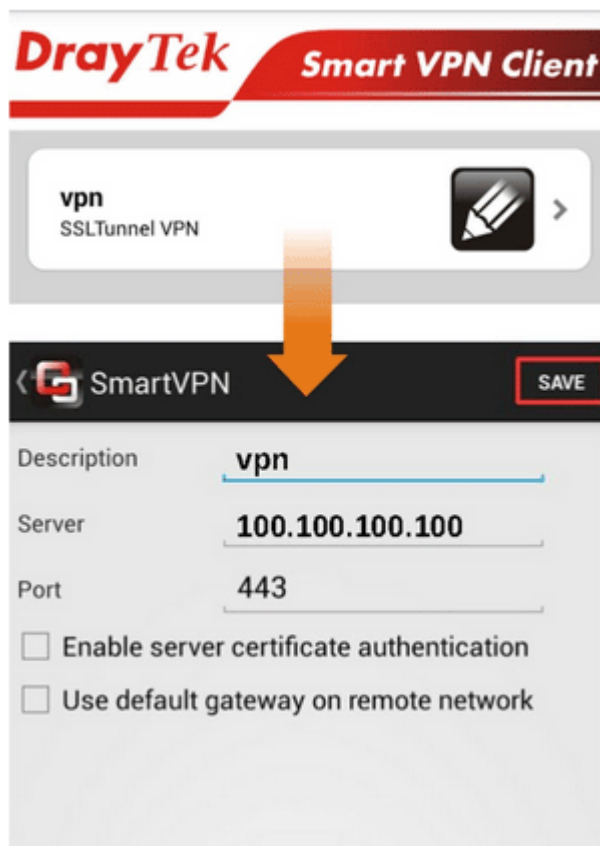 DrayTek Smart VPN Client
vpn
SSLTunnel VPN
SmartVPN SAVE
Description vpn
Server 100.100.100.100
Port 443
Enable server certificate authentication
Use default gateway on remote network